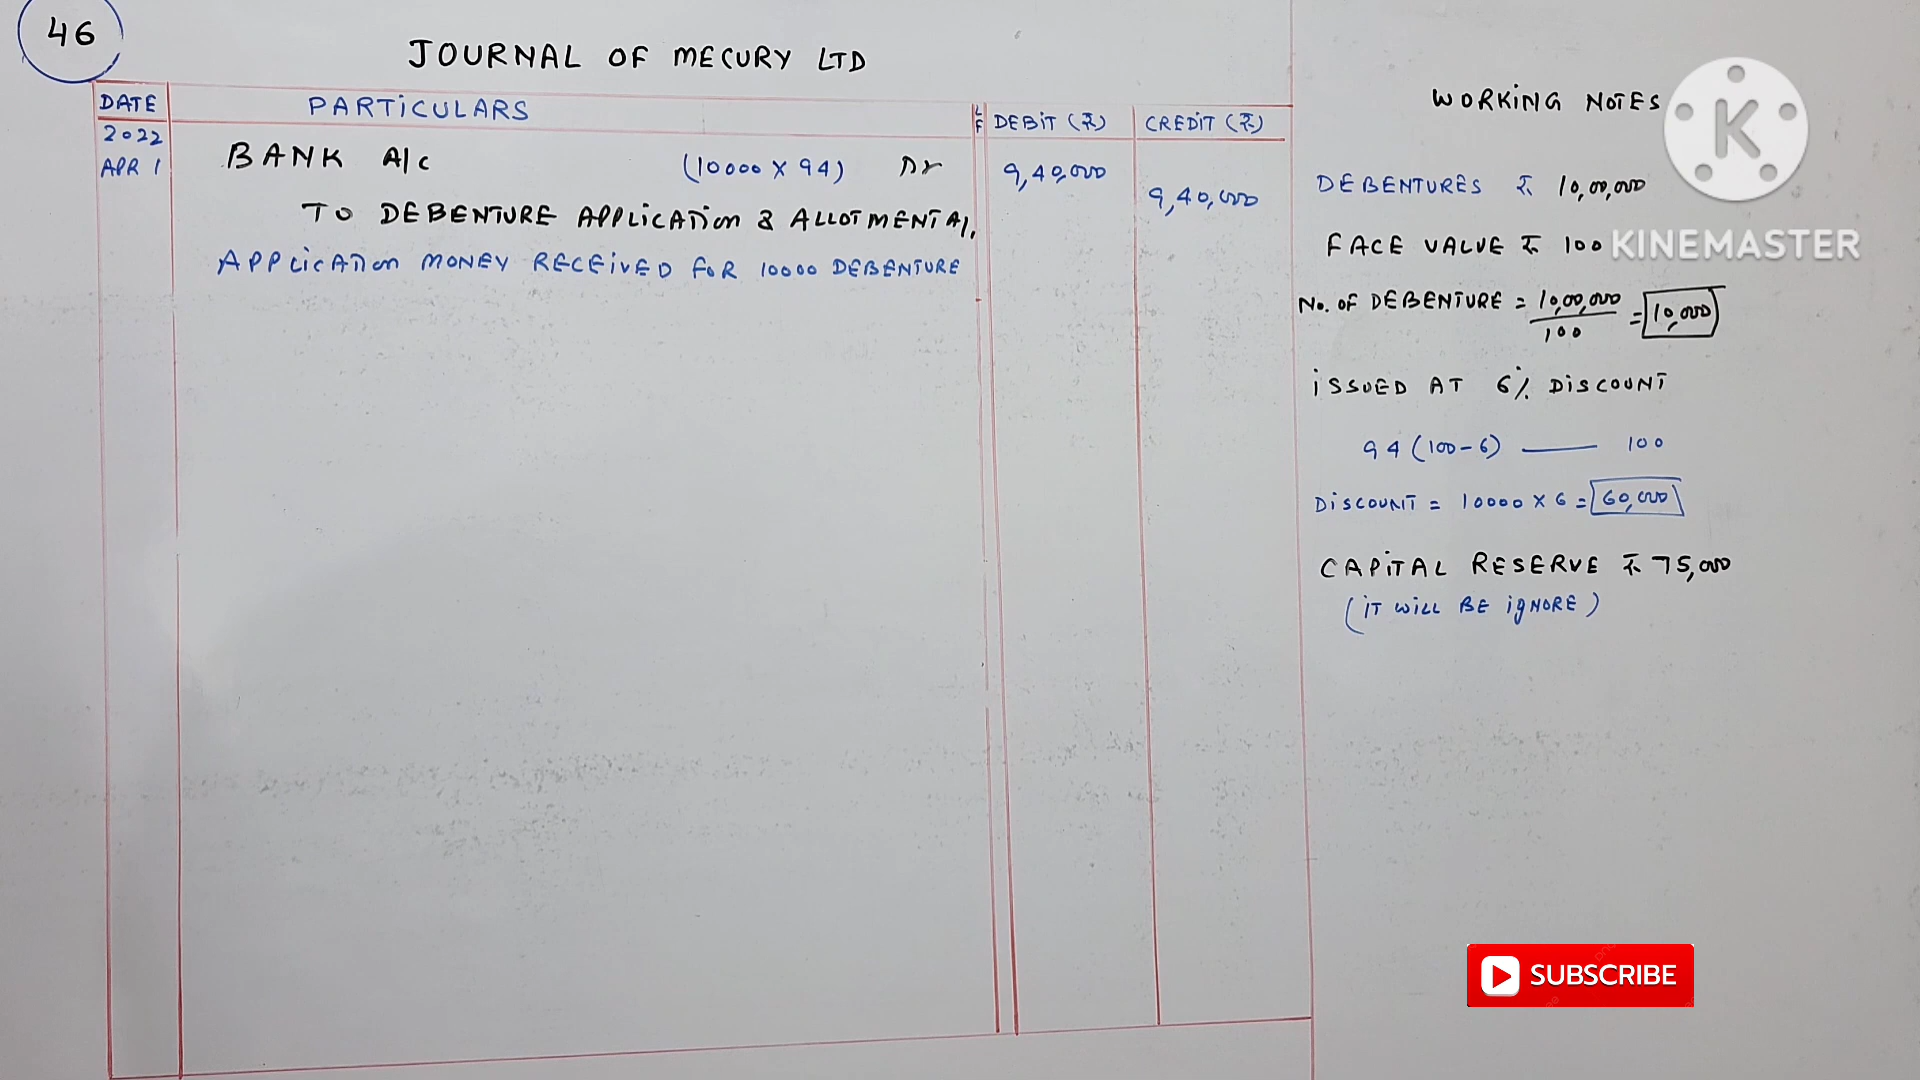 46
JOURNAL OF MECURY LTD
DATE PARTICULARS LF DEBIT (₹) CREDIT (₹)
2022
APR 1 BANK A/c (10000 X 94) Dr 9,40,000
TO DEBENTURE APPLICATION & ALLOTMENT A/c 9,40,000
APPLICATION MONEY RECEIVED FOR 10000 DEBENTURE
WORKING NOTES
DEBENTURES ₹ 10,00,000
FACE VALUE ₹ 100
No. OF DEBENTURE = 10,00,000 / 100 = 10,000
ISSUED AT 6% DISCOUNT
94 (100-6) —— 100
DISCOUNT = 10000 X 6 = 60,000
CAPITAL RESERVE ₹ 75,000
(IT WILL BE IGNORE)
K
KINEMASTER
SUBSCRIBE